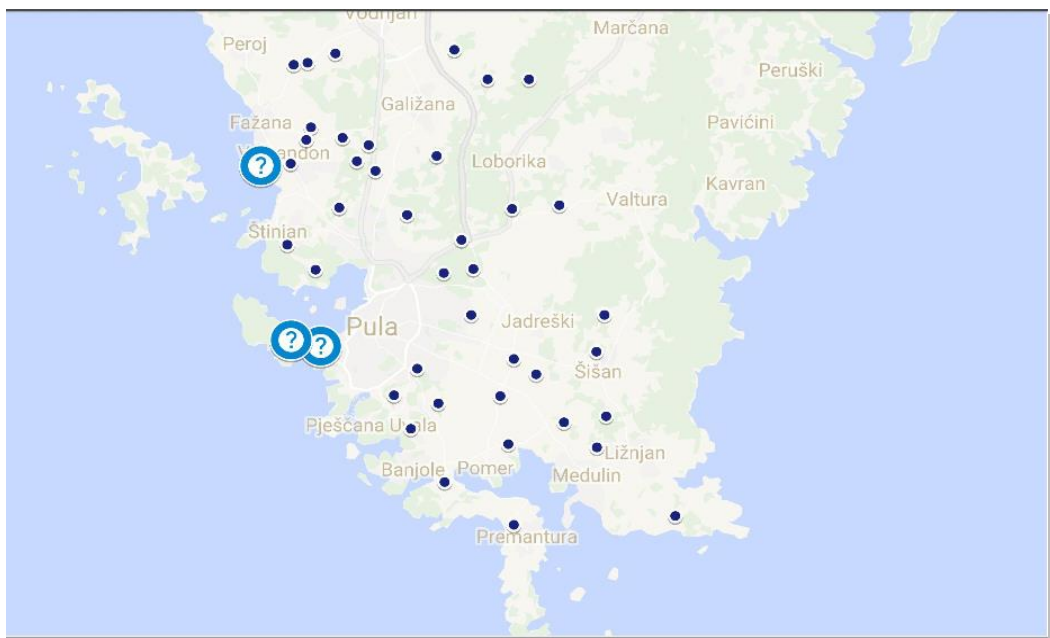 Vodnjan
Marčana
Peroj
Peruški
Galižana
Fažana
Pavićini
Loborika
Kavran
Valtura
Štinjan
?
Jadreški
Pula
?
?
Šišan
Pješčana Uvala
Ližnjan
Banjole
Pomer
Medulin
Premantura